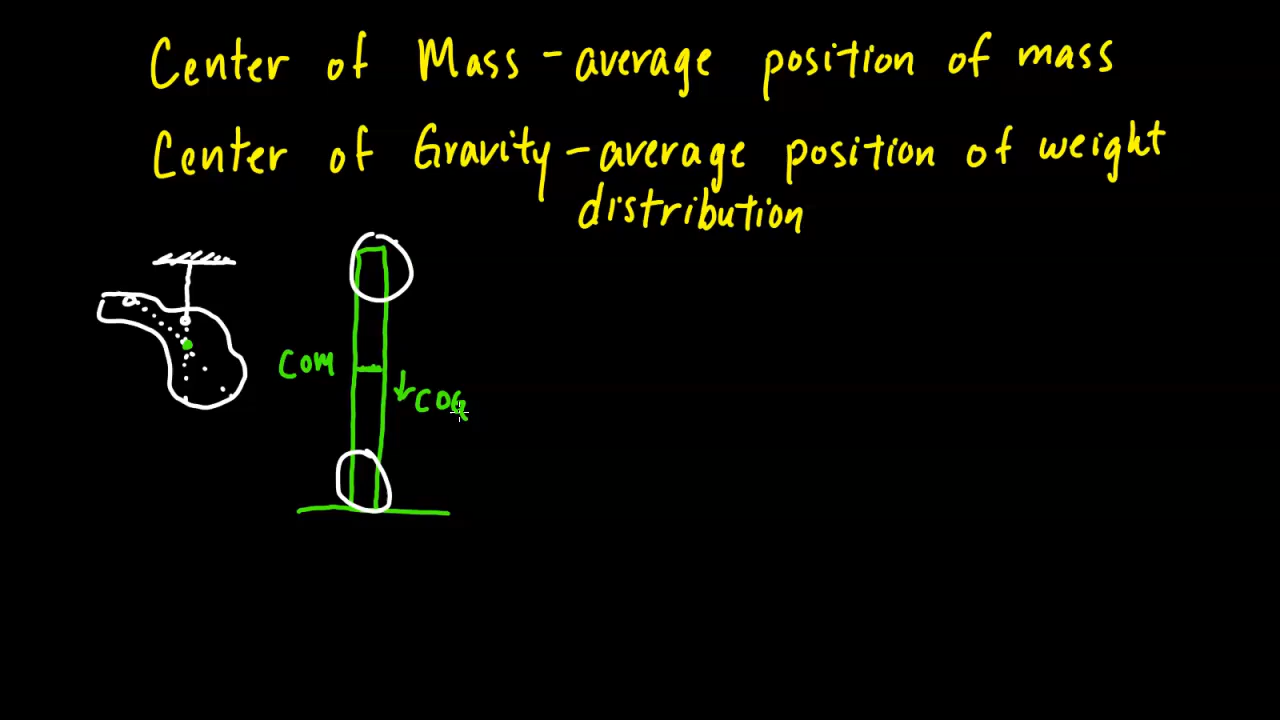 Center of Mass - average position of mass
Center of Gravity - average position of weight
distribution
COM
COG